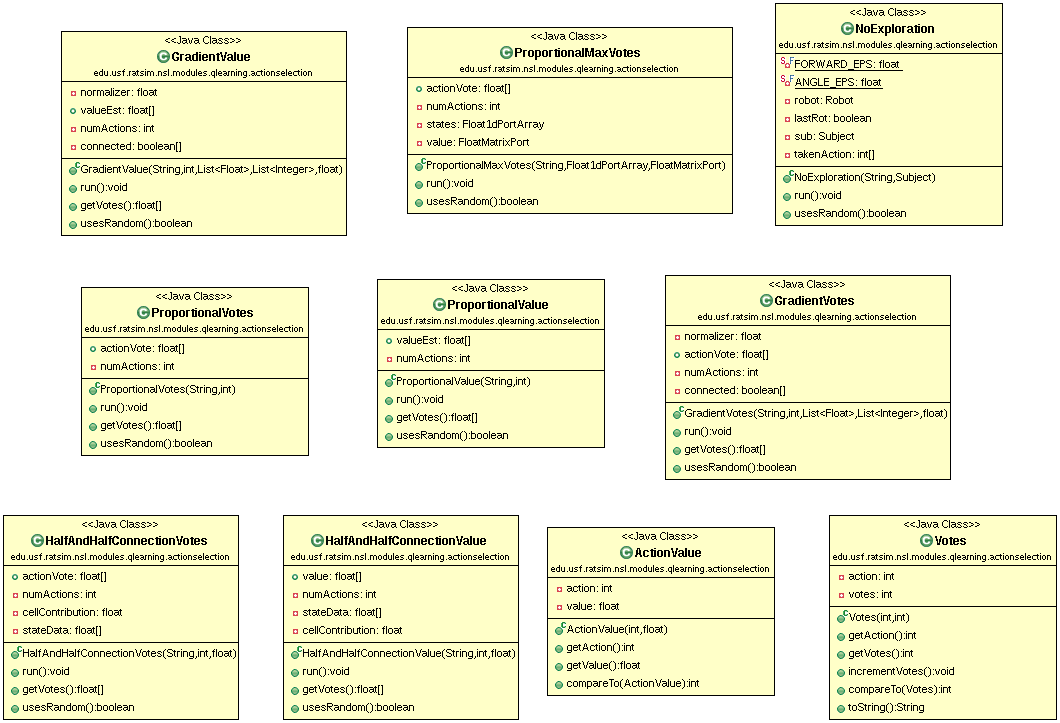 <<Java Class>>
GradientValue
edu.usf.ratsim.nsl.modules.qlearning.actionselection
normalizer: float
valueEst: float[]
numActions: int
connected: boolean[]
GradientValue(String,int,List<Float>,List<Integer>,float)
run():void
getVotes():float[]
usesRandom():boolean
<<Java Class>>
ProportionalMaxVotes
edu.usf.ratsim.nsl.modules.qlearning.actionselection
actionVote: float[]
numActions: int
states: Float1dPortArray
value: FloatMatrixPort
ProportionalMaxVotes(String,Float1dPortArray,FloatMatrixPort)
run():void
usesRandom():boolean
<<Java Class>>
NoExploration
edu.usf.ratsim.nsl.modules.qlearning.actionselection
FORWARD_EPS: float
ANGLE_EPS: float
robot: Robot
lastRot: boolean
sub: Subject
takenAction: int[]
NoExploration(String,Subject)
run():void
usesRandom():boolean
<<Java Class>>
ProportionalVotes
edu.usf.ratsim.nsl.modules.qlearning.actionselection
actionVote: float[]
numActions: int
ProportionalVotes(String,int)
run():void
getVotes():float[]
usesRandom():boolean
<<Java Class>>
ProportionalValue
edu.usf.ratsim.nsl.modules.qlearning.actionselection
valueEst: float[]
numActions: int
ProportionalValue(String,int)
run():void
getVotes():float[]
usesRandom():boolean
<<Java Class>>
GradientVotes
edu.usf.ratsim.nsl.modules.qlearning.actionselection
normalizer: float
actionVote: float[]
numActions: int
connected: boolean[]
GradientVotes(String,int,List<Float>,List<Integer>,float)
run():void
getVotes():float[]
usesRandom():boolean
<<Java Class>>
HalfAndHalfConnectionVotes
edu.usf.ratsim.nsl.modules.qlearning.actionselection
actionVote: float[]
numActions: int
cellContribution: float
stateData: float[]
HalfAndHalfConnectionVotes(String,int,float)
run():void
getVotes():float[]
usesRandom():boolean
<<Java Class>>
HalfAndHalfConnectionValue
edu.usf.ratsim.nsl.modules.qlearning.actionselection
value: float[]
numActions: int
stateData: float[]
cellContribution: float
HalfAndHalfConnectionValue(String,int,float)
run():void
getVotes():float[]
usesRandom():boolean
<<Java Class>>
ActionValue
edu.usf.ratsim.nsl.modules.qlearning.actionselection
action: int
value: float
ActionValue(int,float)
getAction():int
getValue():float
compareTo(ActionValue):int
<<Java Class>>
Votes
edu.usf.ratsim.nsl.modules.qlearning.actionselection
action: int
votes: int
Votes(int,int)
getAction():int
getVotes():int
incrementVotes():void
compareTo(Votes):int
toString():String